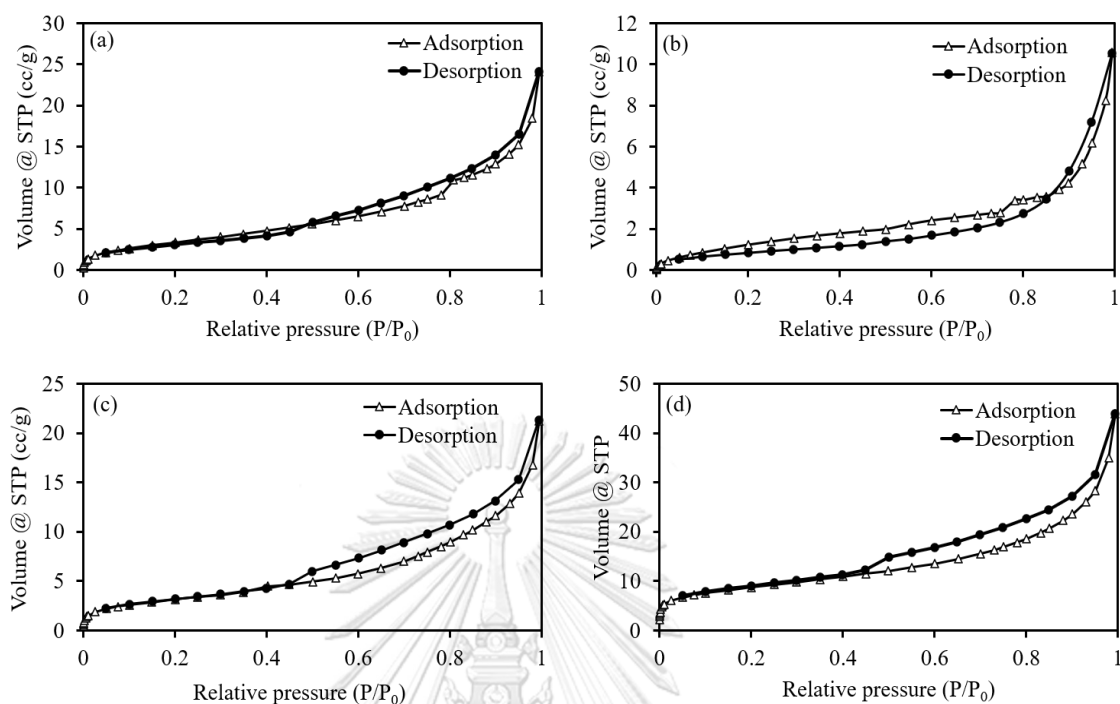 (a)
Adsorption
Desorption
Volume @ STP (cc/g)
30
25
20
15
10
5
0
0 0.2 0.4 0.6 0.8 1
Relative pressure (P/P₀)
(b)
Adsorption
Desorption
Volume @ STP (cc/g)
12
10
8
6
4
2
0
0 0.2 0.4 0.6 0.8 1
Relative pressure (P/P₀)
(c)
Adsorption
Desorption
Volume @ STP (cc/g)
25
20
15
10
5
0
0 0.2 0.4 0.6 0.8 1
Relative pressure (P/P₀)
(d)
Adsorption
Desorption
Volume @ STP
50
40
30
20
10
0
0 0.2 0.4 0.6 0.8 1
Relative pressure (P/P₀)